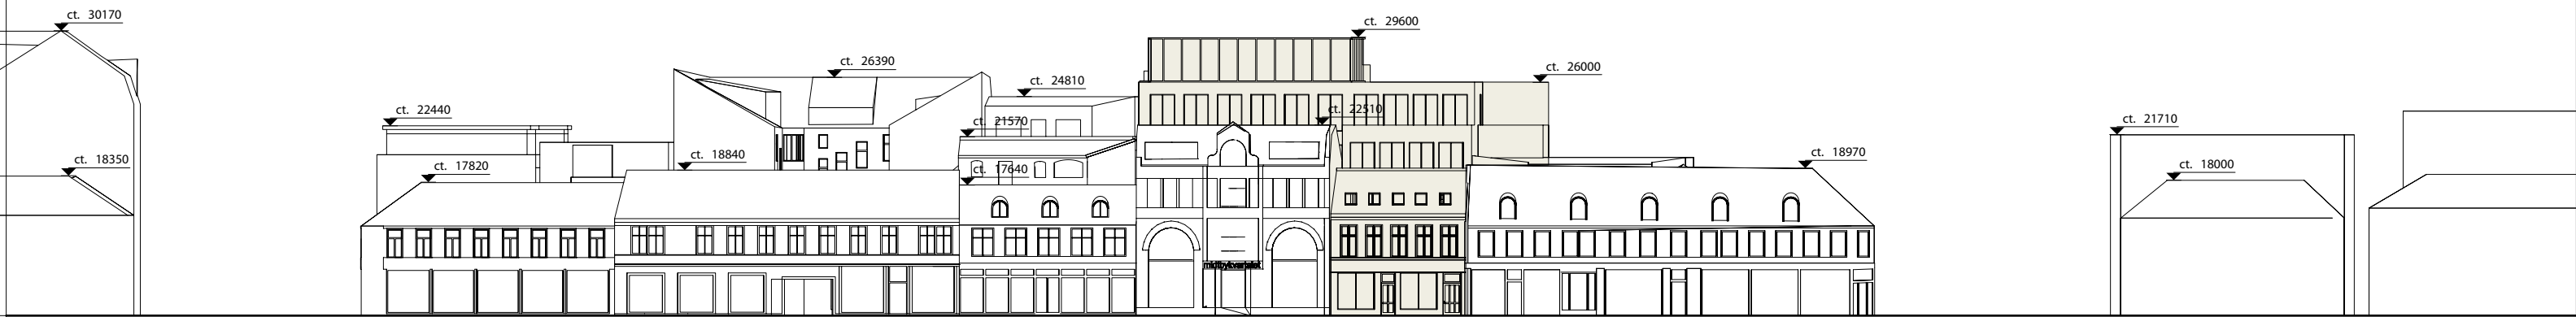 ct. 30170
ct. 29600
ct. 26390
ct. 26000
ct. 24810
ct. 22440
ct. 22510
ct. 21570
ct. 21710
ct. 18350
ct. 17820
ct. 18840
ct. 17640
ct. 18970
ct. 18000
midtbykvartalet